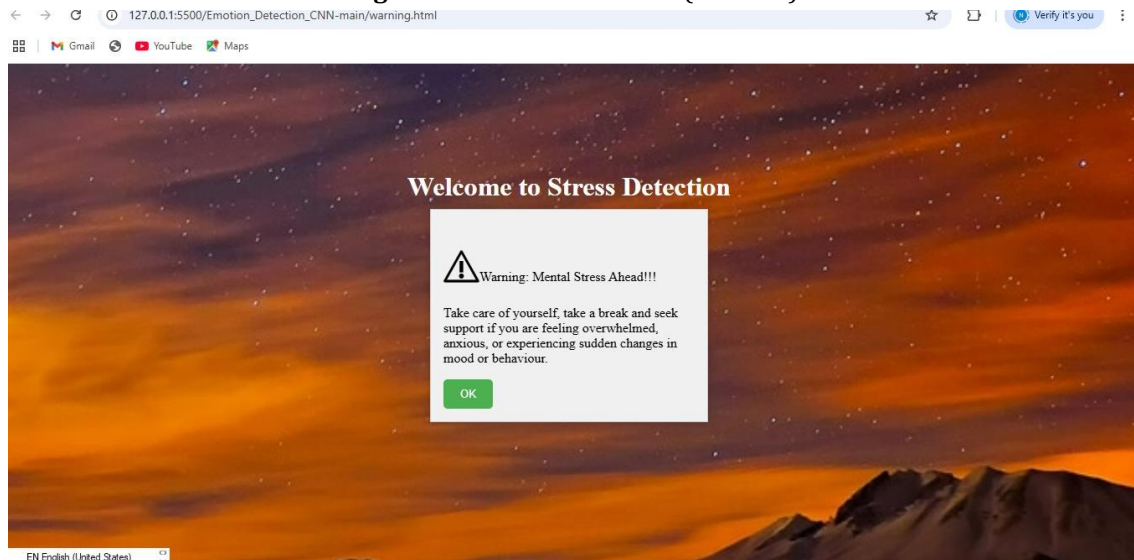 127.0.0.1:5500/Emotion_Detection_CNN-main/warning.html
Verify it's you
Gmail
YouTube
Maps
Welcome to Stress Detection
Warning: Mental Stress Ahead!!!
Take care of yourself, take a break and seek
support if you are feeling overwhelmed,
anxious, or experiencing sudden changes in
mood or behaviour.
OK
EN English (United States)